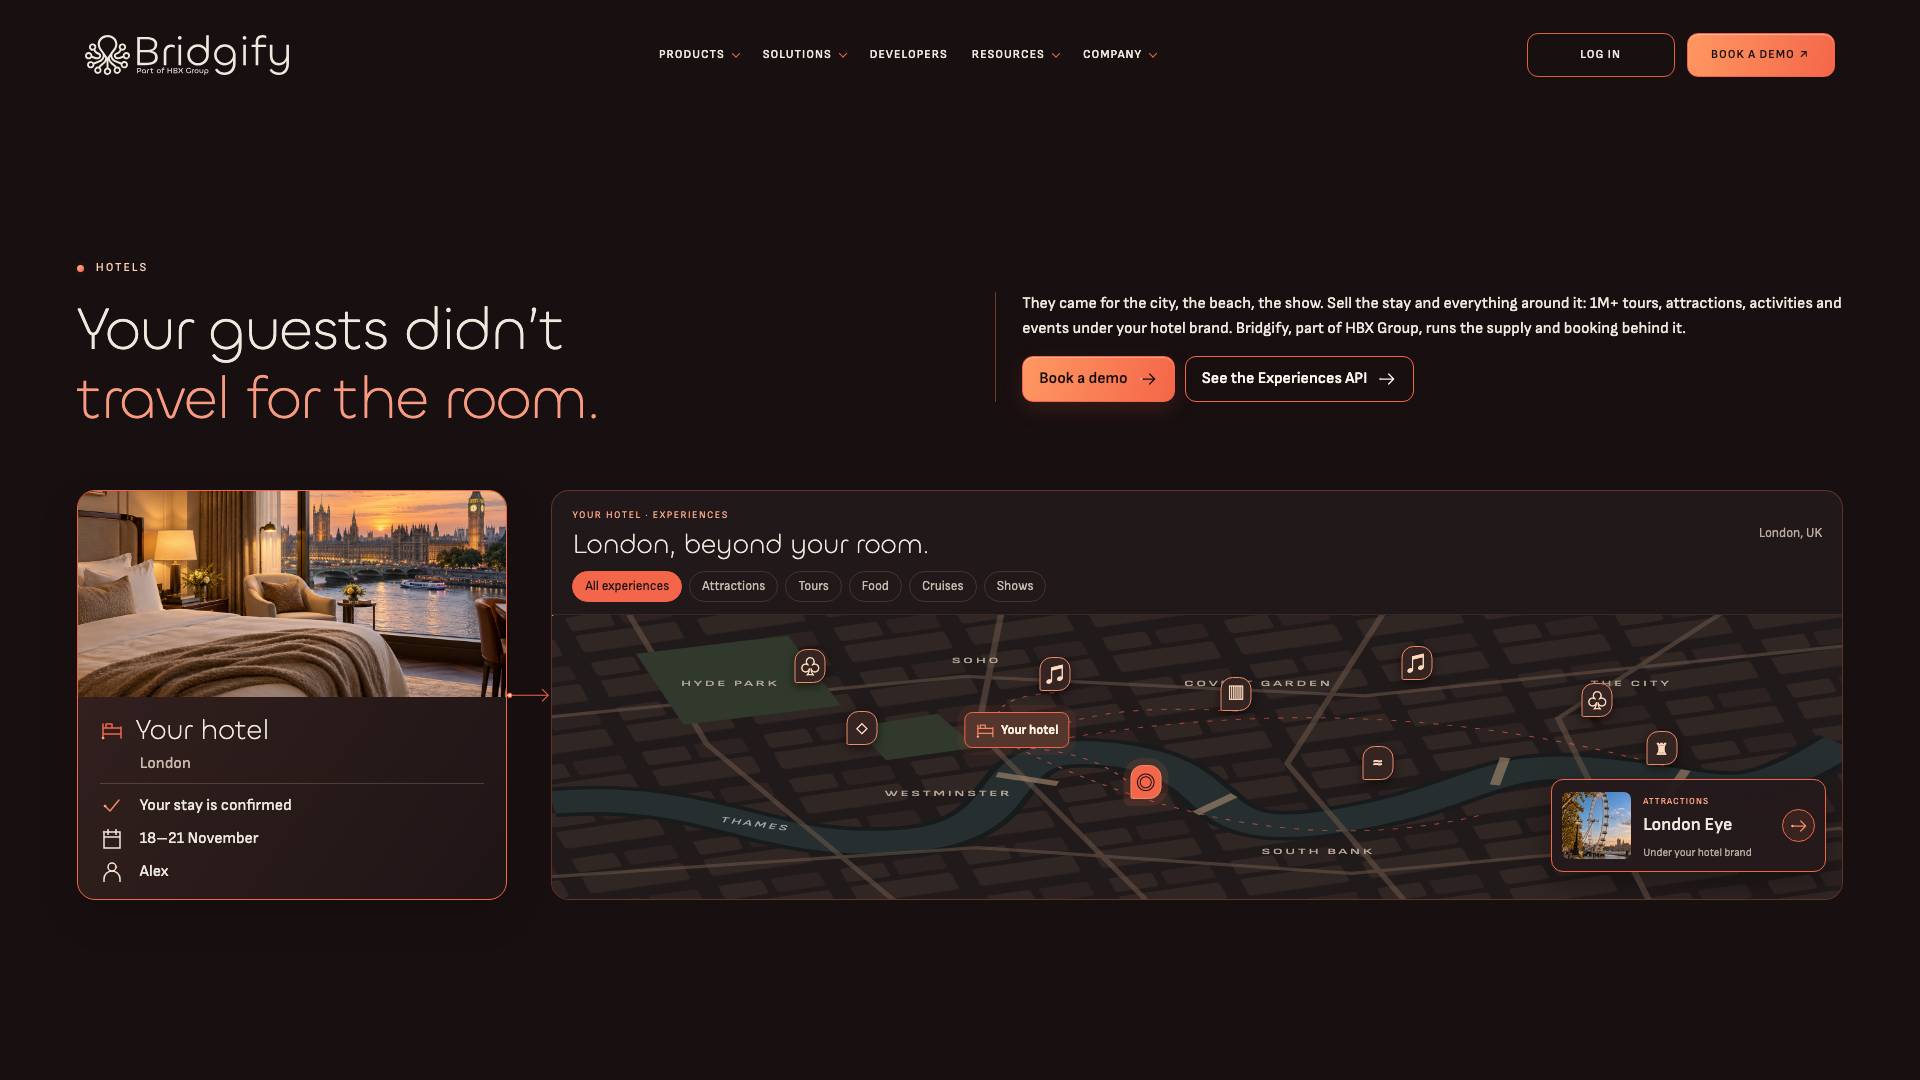 Bridgify
Part of HBX Group
PRODUCTS
SOLUTIONS
DEVELOPERS
RESOURCES
COMPANY
LOG IN
BOOK A DEMO
HOTELS
Your guests didn’t
travel for the room.
They came for the city, the beach, the show. Sell the stay and everything around it: 1M+ tours, attractions, activities and
events under your hotel brand. Bridgify, part of HBX Group, runs the supply and booking behind it.
Book a demo
See the Experiences API
Your hotel
London
Your stay is confirmed
18–21 November
Alex
YOUR HOTEL · EXPERIENCES
London, beyond your room.
London, UK
All experiences
Attractions
Tours
Food
Cruises
Shows
SOHO
HYDE PARK
GARDEN
THE CITY
Your hotel
WESTMINSTER
THAMES
SOUTH BANK
ATTRACTIONS
London Eye
Under your hotel brand